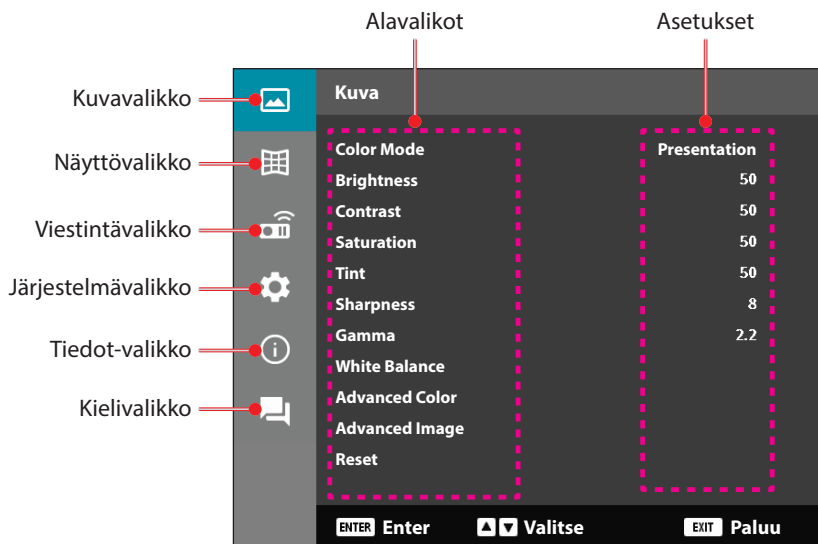 Alavalikot Asetukset
Kuvavalikko
Näyttövalikko
Viestintävalikko
Järjestelmävalikko
Tiedot-valikko
Kielivalikko
Kuva
Color Mode Presentation
Brightness 50
Contrast 50
Saturation 50
Tint 50
Sharpness 8
Gamma 2.2
White Balance
Advanced Color
Advanced Image
Reset
ENTER Enter Valitse EXIT Paluu